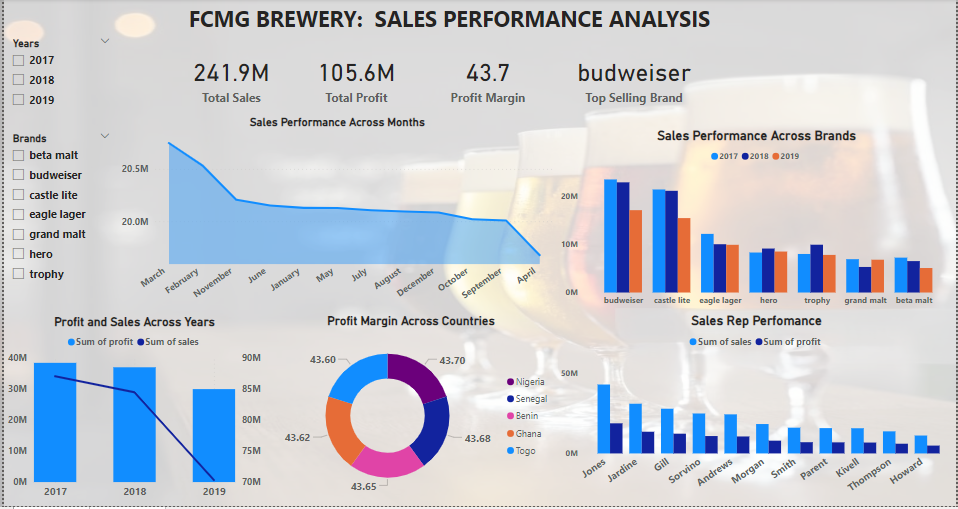 FCMG BREWERY: SALES PERFORMANCE ANALYSIS
Years
2017
2018
2019
Brands
beta malt
budweiser
castle lite
eagle lager
grand malt
hero
trophy
241.9M
Total Sales
105.6M
Total Profit
43.7
Profit Margin
budweiser
Top Selling Brand
Sales Performance Across Months
20.5M
20.0M
March February November June January May July August December October September April
Sales Performance Across Brands
2017 2018 2019
20M
10M
0M
budweiser castle lite eagle lager hero trophy grand malt beta malt
Profit and Sales Across Years
Sum of profit Sum of sales
40M 90M
30M 85M
20M 80M
10M 75M
0M 70M
2017 2018 2019
Profit Margin Across Countries
43.60 43.70
43.62 43.68
43.65
Nigeria
Senegal
Benin
Ghana
Togo
Sales Rep Perfomance
Sum of sales Sum of profit
50M
0M
Jones Jardine Gill Sorvino Andrews Morgan Smith Parent Kivell Thompson Howard